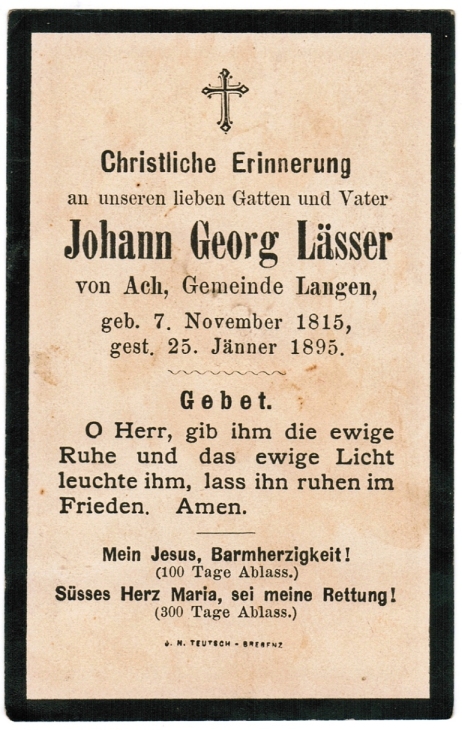 Christliche Erinnerung
an unseren lieben Gatten und Vater
Johann Georg Lässer
von Ach, Gemeinde Langen,
geb. 7. November 1815,
gest. 25. Jänner 1895.
Gebet.
O Herr, gib ihm die ewige
Ruhe und das ewige Licht
leuchte ihm, lass ihn ruhen im
Frieden. Amen.
Mein Jesus, Barmherzigkeit!
(100 Tage Ablass.)
Süsses Herz Maria, sei meine Rettung!
(300 Tage Ablass.)
J. N. TEUTSCH - BREGENZ